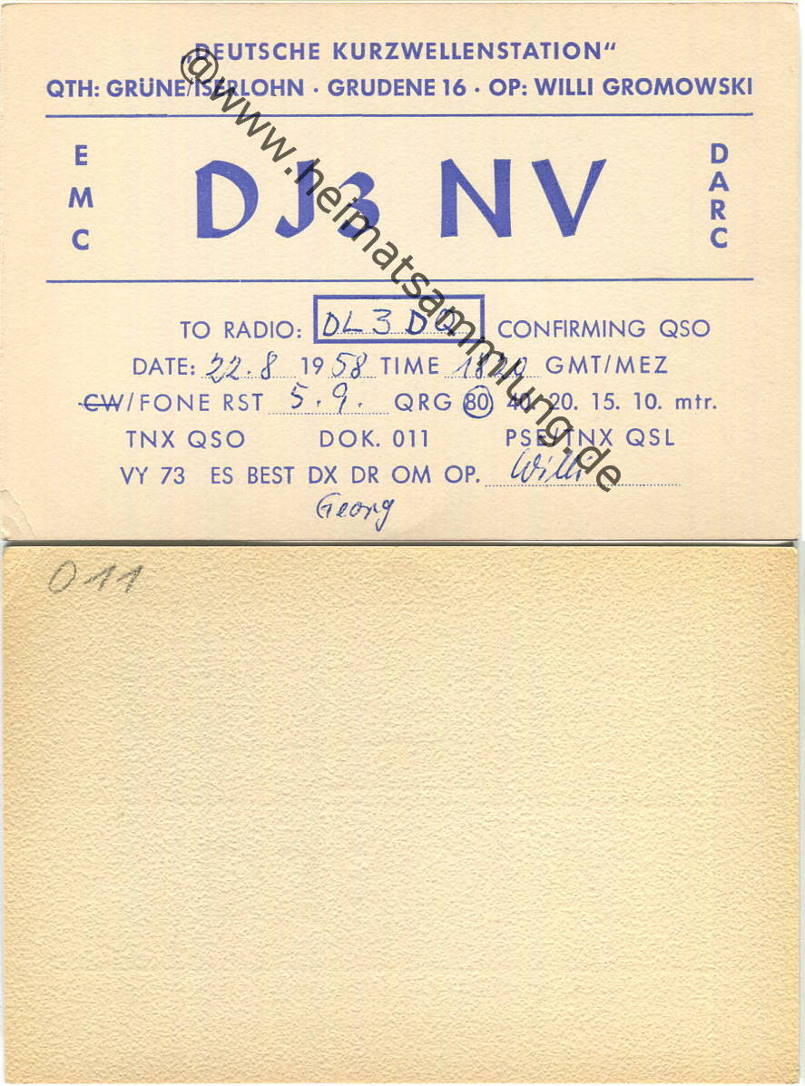 „DEUTSCHE KURZWELLENSTATION“
QTH: GRÜNE/ISERLOHN · GRUDENE 16 · OP: WILLI GROMOWSKI
EMC
DJ3 NV
DARC
TO RADIO: DL3DQ CONFIRMING QSO
DATE: 22.8 1958 TIME 1820 GMT/MEZ
CW/FONE RST 5.9. QRG 80. 40. 20. 15. 10. mtr.
TNX QSO DOK. 011 PSE/TNX QSL
VY 73 ES BEST DX DR OM OP. Willi
Georg
@www.heimatsammlung.de
011